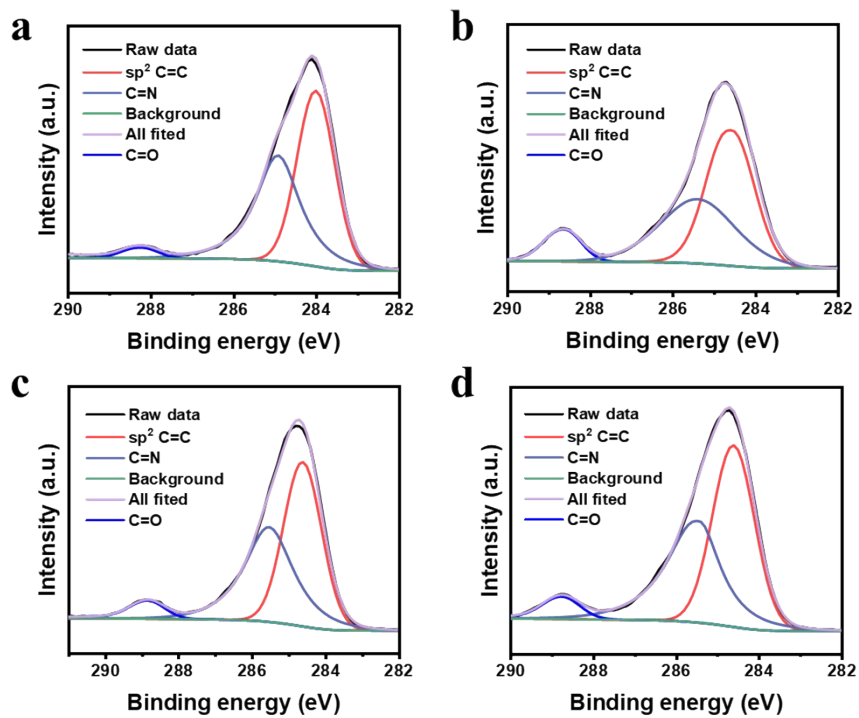 a
Raw data
sp² C=C
C=N
Background
All fited
C=O
Intensity (a.u.)
290 288 286 284 282
Binding energy (eV)
b
Raw data
sp² C=C
C=N
Background
All fited
C=O
Intensity (a.u.)
290 288 286 284 282
Binding energy (eV)
c
Raw data
sp² C=C
C=N
Background
All fited
C=O
Intensity (a.u.)
290 288 286 284 282
Binding energy (eV)
d
Raw data
sp² C=C
C=N
Background
All fited
C=O
Intensity (a.u.)
290 288 286 284 282
Binding energy (eV)